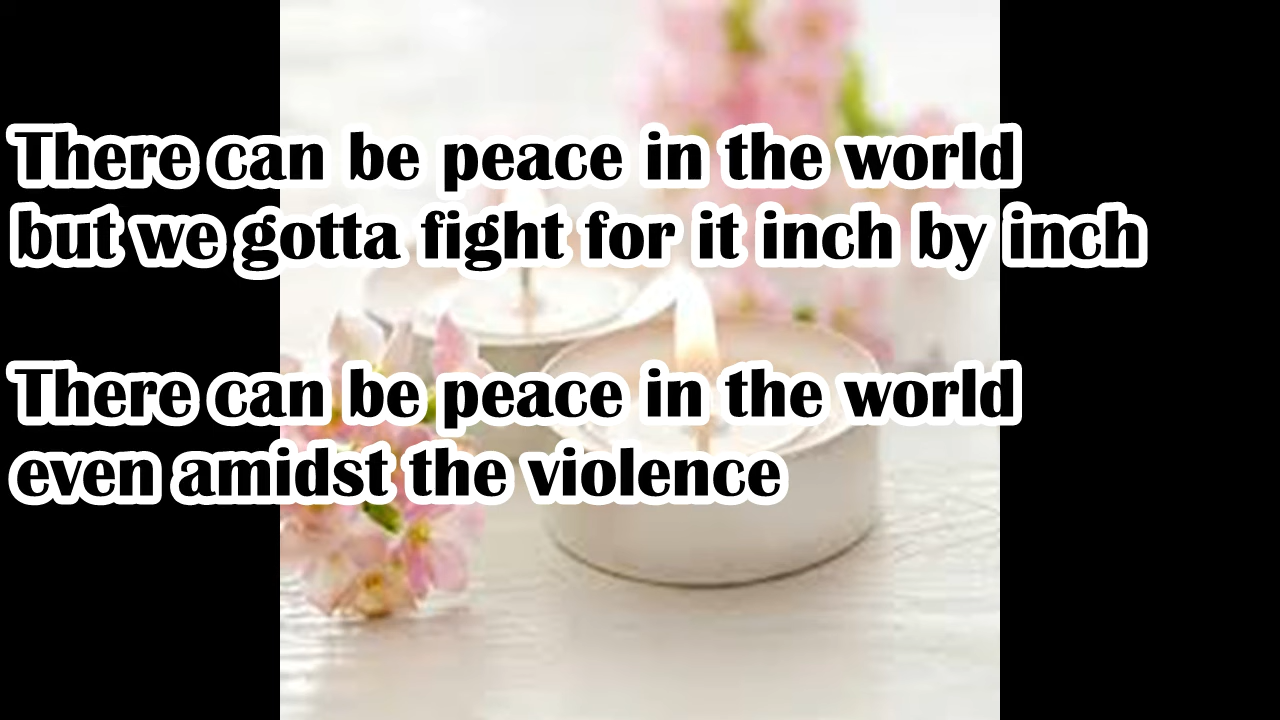 There can be peace in the world
but we gotta fight for it inch by inch
There can be peace in the world
even amidst the violence